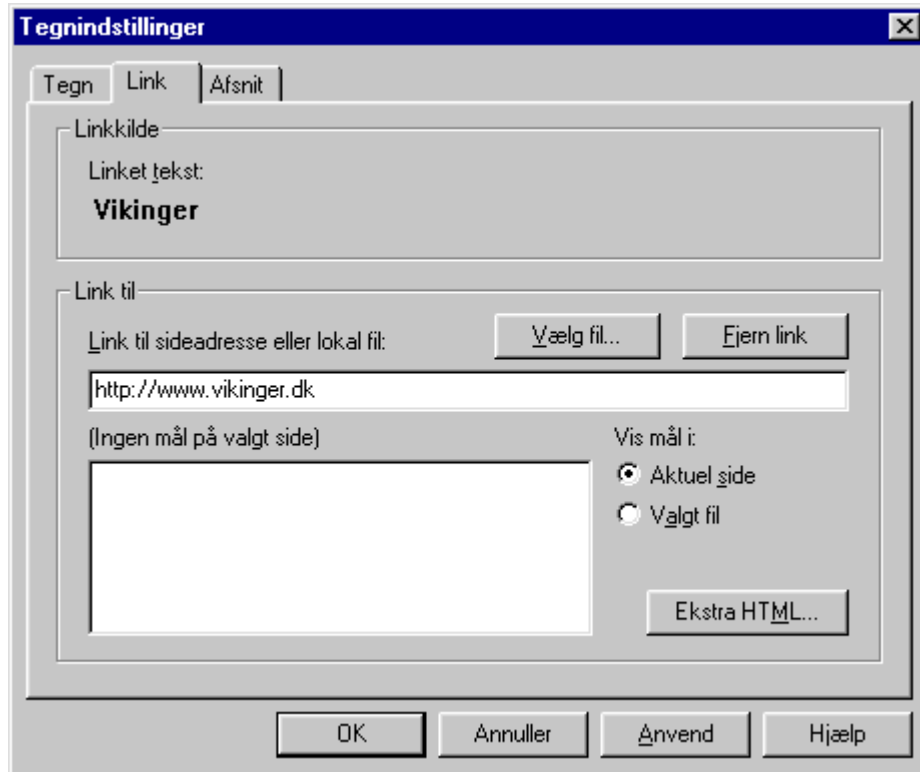 Tegnindstillinger
Tegn Link Afsnit
Linkkilde
Linket tekst:
Vikinger
Link til
Link til sideadresse eller lokal fil: Vælg fil... Fjern link
http://www.vikinger.dk
(Ingen mål på valgt side) Vis mål i:
Aktuel side
Valgt fil
Ekstra HTML...
OK Annuller Anvend Hjælp